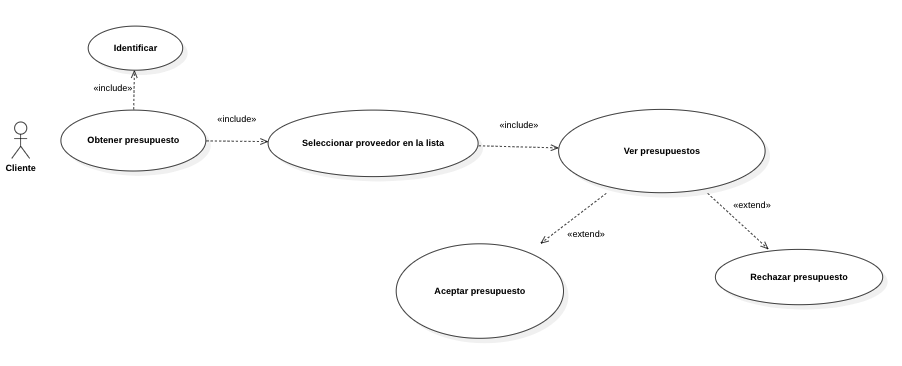 Identificar
«include»
«include»
«include»
Obtener presupuesto
Seleccionar proveedor en la lista
Ver presupuestos
Cliente
«extend»
«extend»
Rechazar presupuesto
Aceptar presupuesto